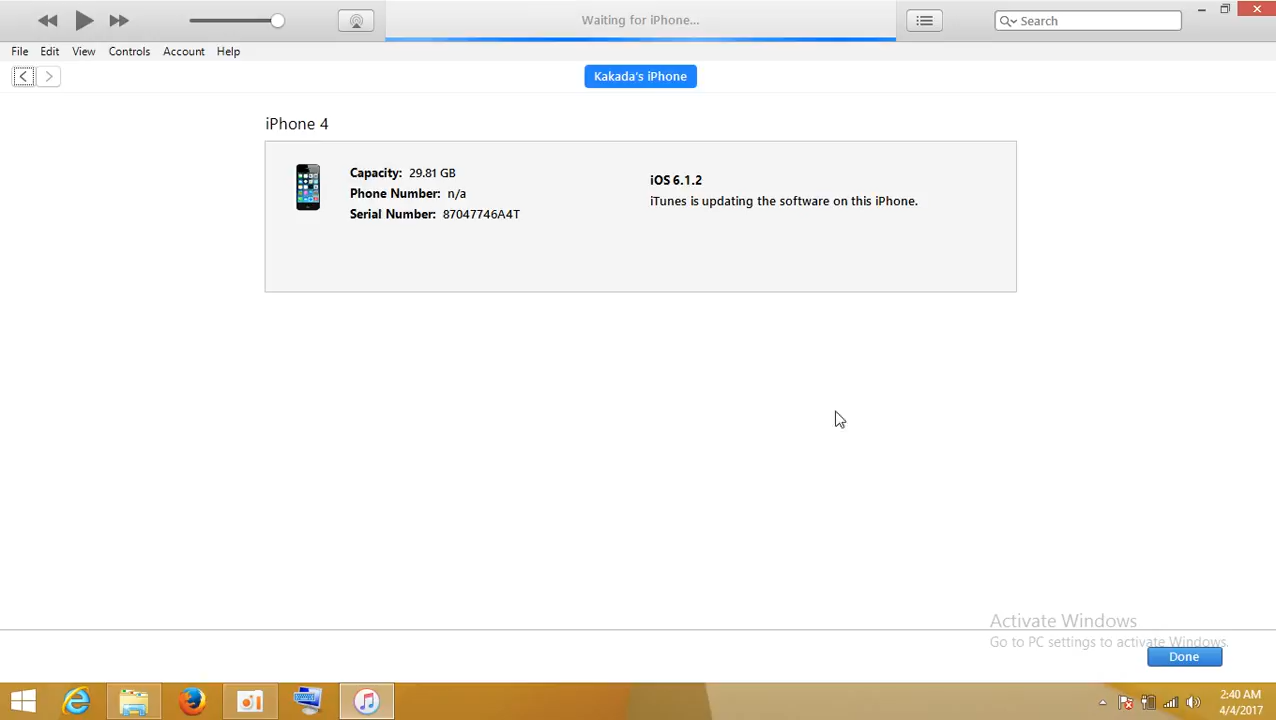 Waiting for iPhone...
Search
File Edit View Controls Account Help
Kakada's iPhone
iPhone 4
Capacity: 29.81 GB
Phone Number: n/a
Serial Number: 87047746A4T
iOS 6.1.2
iTunes is updating the software on this iPhone.
Activate Windows
Go to PC settings to activate Windows.
Done
2:40 AM
4/4/2017